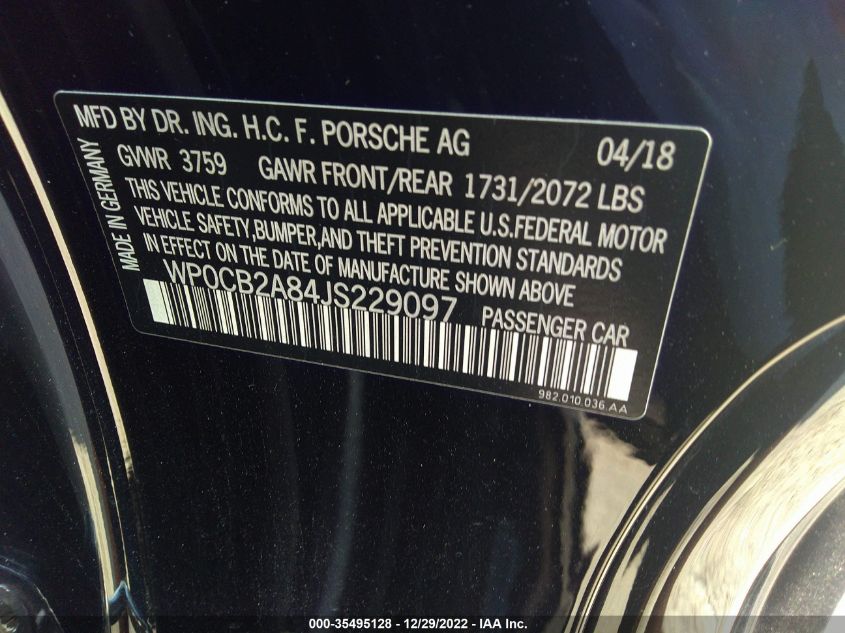 MFD BY DR. ING. H.C. F. PORSCHE AG 04/18
GVWR 3759 GAWR FRONT/REAR 1731/2072 LBS
THIS VEHICLE CONFORMS TO ALL APPLICABLE U.S.FEDERAL MOTOR
VEHICLE SAFETY,BUMPER,AND THEFT PREVENTION STANDARDS
IN EFFECT ON THE DATE OF MANUFACTURE SHOWN ABOVE
MADE IN GERMANY
WP0CB2A84JS229097 PASSENGER CAR
982.010.036.AA
000-35495128 - 12/29/2022 - IAA Inc.